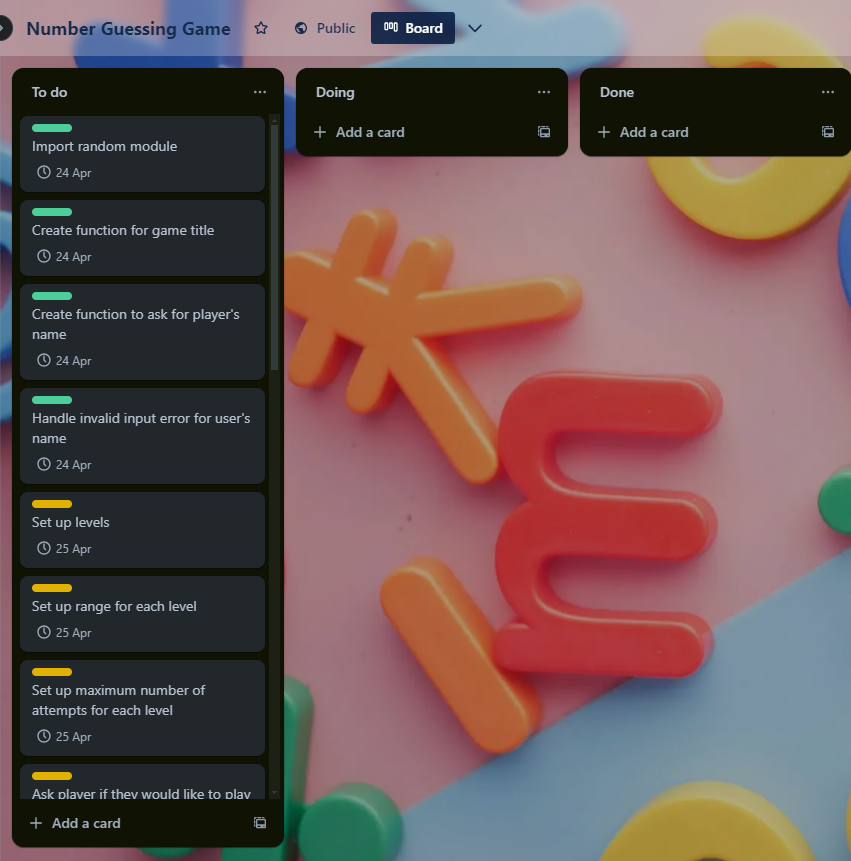 Number Guessing Game
Public
Board
To do
Import random module
24 Apr
Create function for game title
24 Apr
Create function to ask for player's
name
24 Apr
Handle invalid input error for user's
name
24 Apr
Set up levels
25 Apr
Set up range for each level
25 Apr
Set up maximum number of
attempts for each level
25 Apr
Ask player if they would like to play
Add a card
Doing
Add a card
Done
Add a card